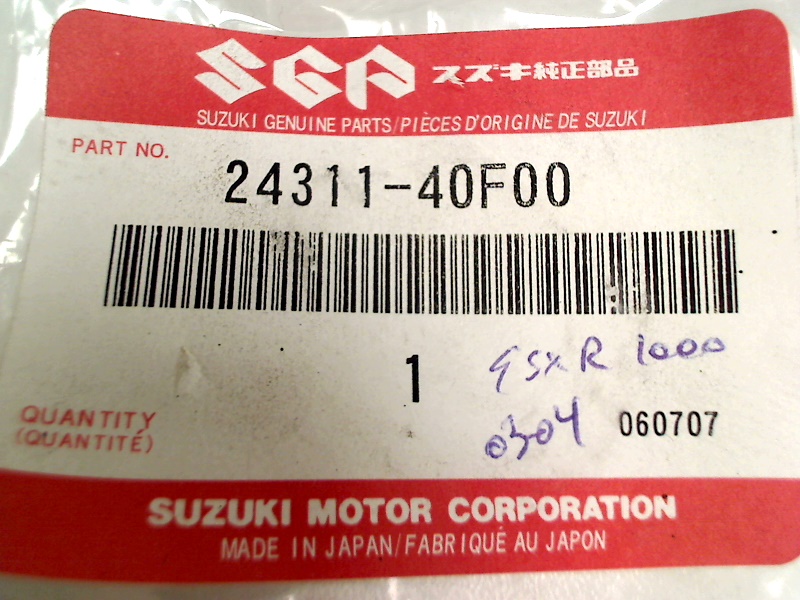 SGP スズキ純正部品
SUZUKI GENUINE PARTS/PIÈCES D'ORIGINE DE SUZUKI
PART NO.
24311-40F00
1
GSXR 1000
0304
060707
QUANTITY
(QUANTITÉ)
SUZUKI MOTOR CORPORATION
MADE IN JAPAN/FABRIQUÉ AU JAPON